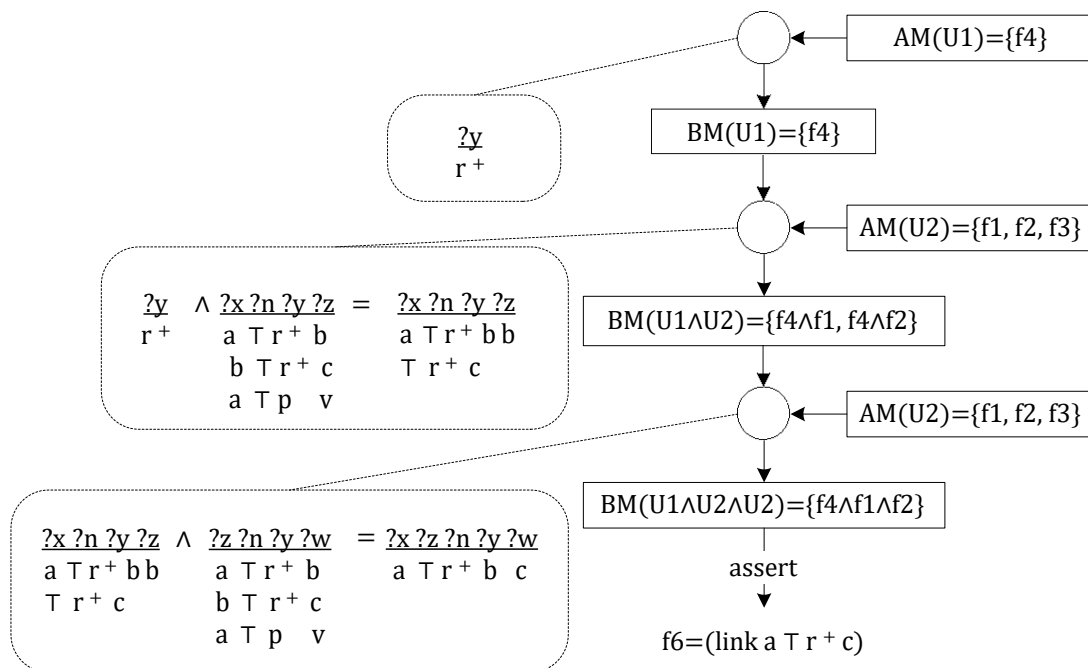 AM(U1)={f4}
?y
r +
BM(U1)={f4}
AM(U2)={f1, f2, f3}
?y ∧ ?x ?n ?y ?z = ?x ?n ?y ?z
r + a ⊤ r + b a ⊤ r + b b
b ⊤ r + c ⊤ r + c
a ⊤ p v
BM(U1∧U2)={f4∧f1, f4∧f2}
AM(U2)={f1, f2, f3}
BM(U1∧U2∧U2)={f4∧f1∧f2}
?x ?n ?y ?z ∧ ?z ?n ?y ?w = ?x ?z ?n ?y ?w
a ⊤ r + b b a ⊤ r + b a ⊤ r + b c
⊤ r + c b ⊤ r + c
a ⊤ p v
assert
f6=(link a ⊤ r + c)